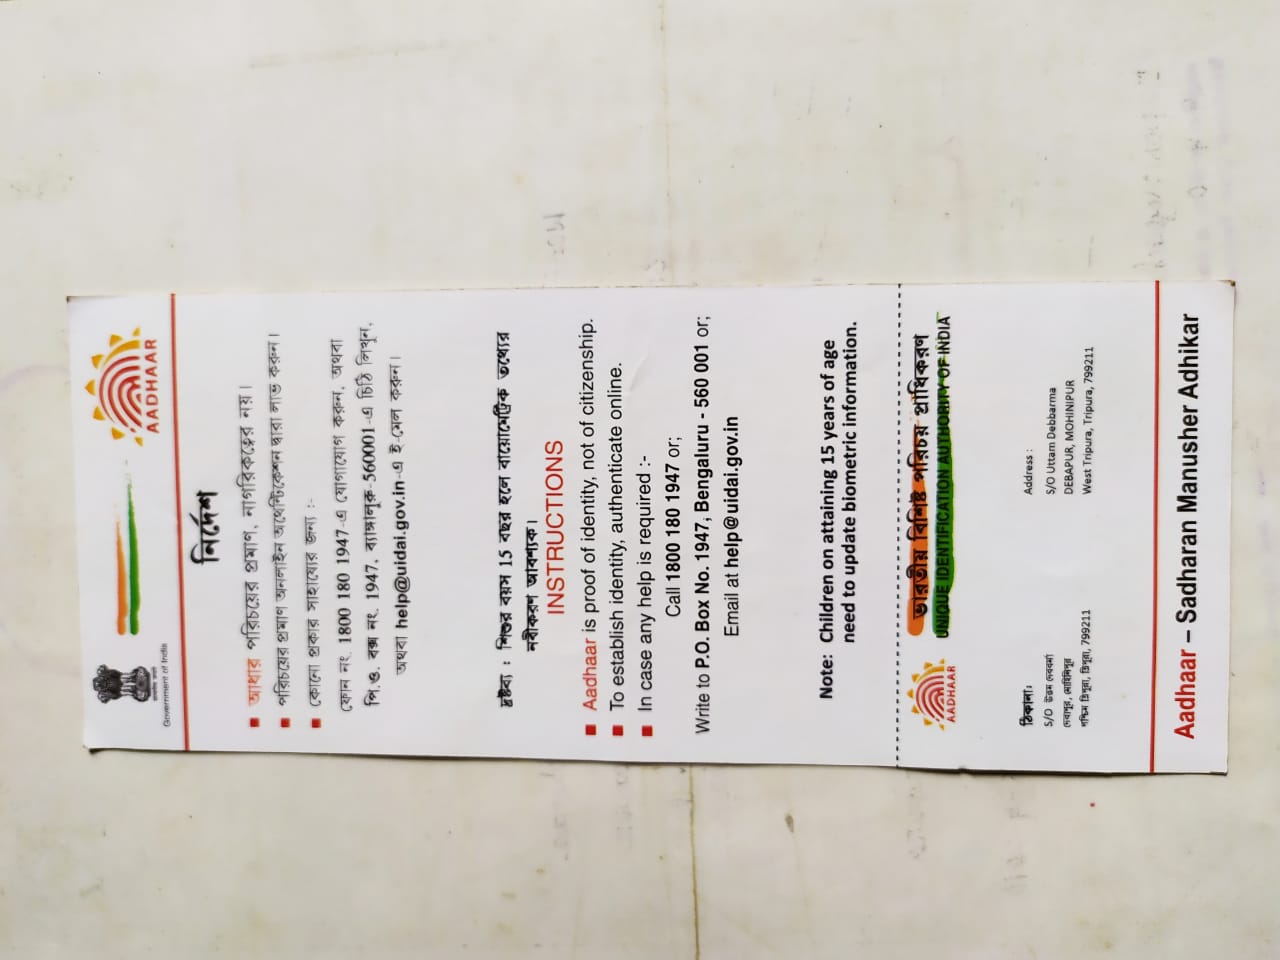 Government of India
AADHAAR
নির্দেশ
আধার পরিচয়ের প্রমাণ, নাগরিকত্বের নয়।
পরিচয়ের প্রমাণ অনলাইন অথেন্টিকেশন দ্বারা লাভ করুন।
কোনো প্রকার সাহায্যের জন্য :-
ফোন নং. 1800 180 1947-এ যোগাযোগ করুন, অথবা
পি.ও. বক্স নং. 1947, ব্যাঙ্গালুরু-560001-এ চিঠি লিখুন,
অথবা help@uidai.gov.in-এ ই-মেল করুন।
দ্রষ্টব্য : শিশুর বয়স 15 বছর হলে বায়োমেট্রিক তথ্যের
নবীকরণ আবশ্যক।
INSTRUCTIONS
Aadhaar is proof of identity, not of citizenship.
To establish identity, authenticate online.
In case any help is required :-
Call 1800 180 1947 or;
Write to P.O. Box No. 1947, Bengaluru - 560 001 or;
Email at help@uidai.gov.in
Note: Children on attaining 15 years of age
need to update biometric information.
AADHAAR
ভারতীয় বিশিষ্ট পরিচয় প্রাধিকরণ
UNIQUE IDENTIFICATION AUTHORITY OF INDIA
ঠিকানা:
S/O উত্তম দেববর্মা
দেবাপুর, মোহিনিপুর
পশ্চিম ত্রিপুরা, ত্রিপুরা, 799211
Address :
S/O Uttam Debbarma
DEBAPUR, MOHINIPUR
West Tripura, Tripura, 799211
Aadhaar – Sadharan Manusher Adhikar